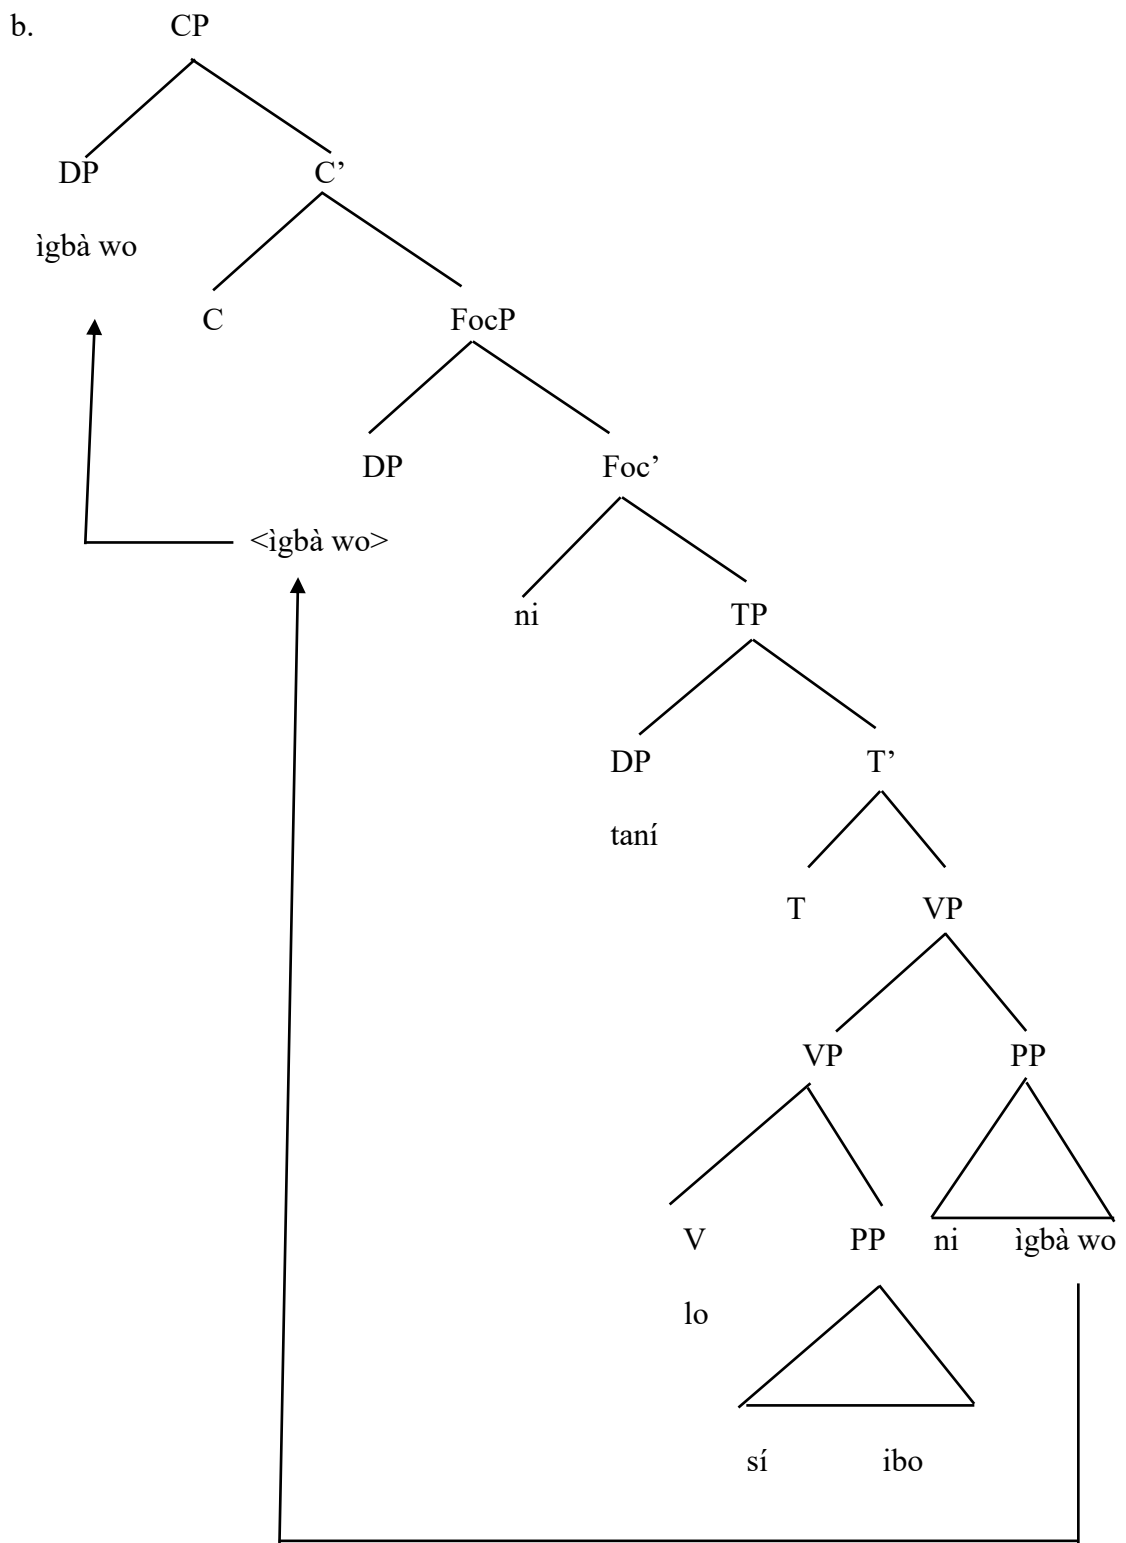 b. CP
DP C’
ìgbà wo
C FocP
DP Foc’
<ìgbà wo>
ni TP
DP T’
taní
T VP
VP PP
V PP ni ìgbà wo
lo
sí ibo